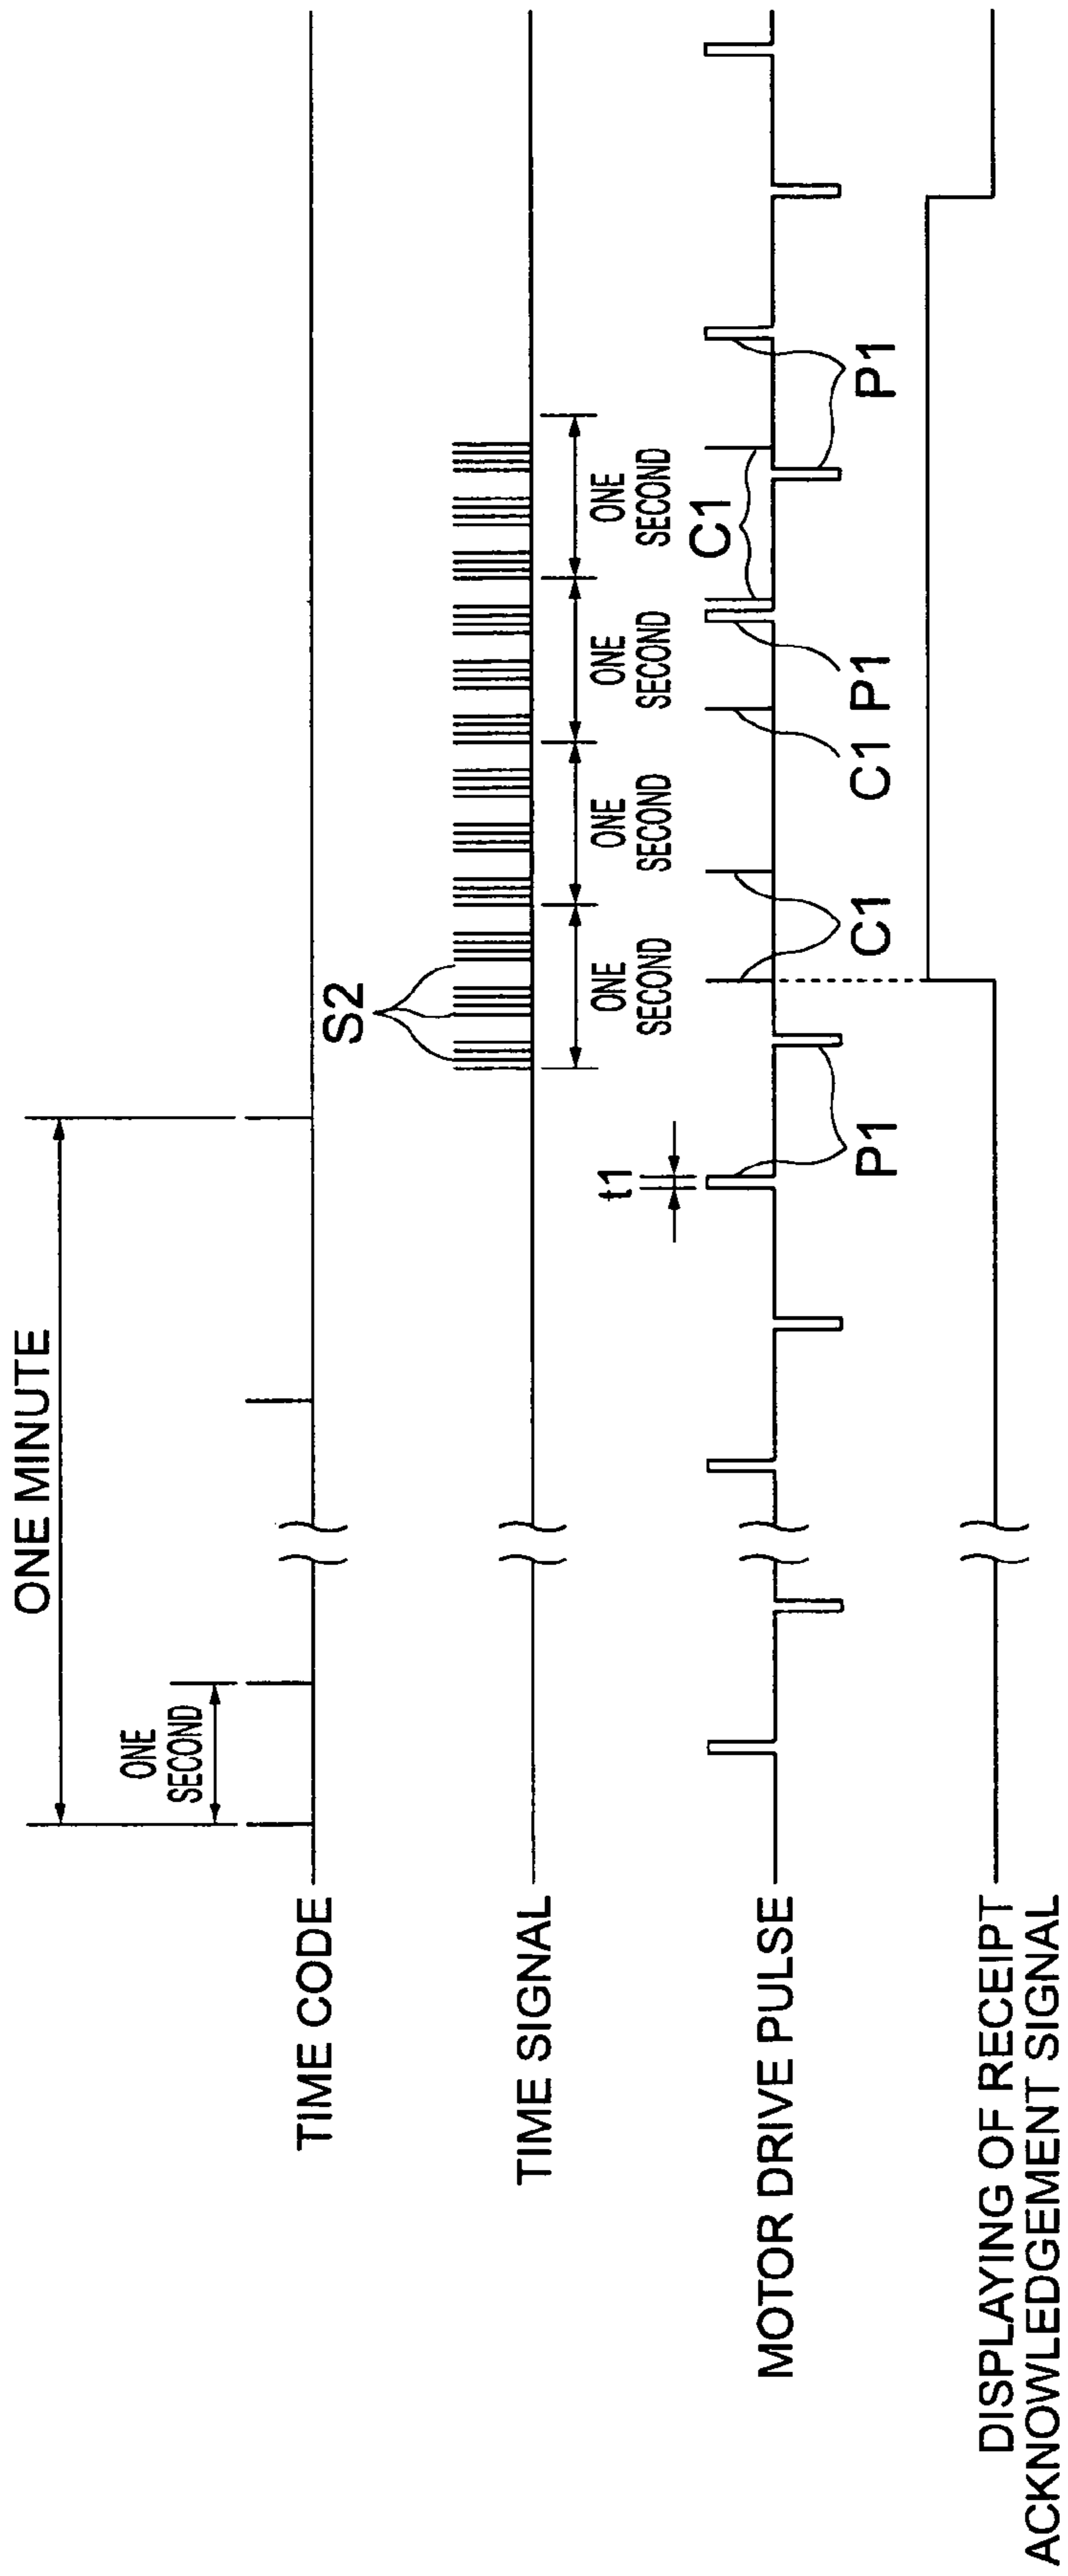 ONE MINUTE
ONE
SECOND
TIME CODE
S2
TIME SIGNAL
ONE
SECOND
ONE
SECOND
ONE
SECOND
ONE
SECOND
t1
C1
MOTOR DRIVE PULSE
P1
C1
C1
P1
P1
DISPLAYING OF RECEIPT
ACKNOWLEDGEMENT SIGNAL